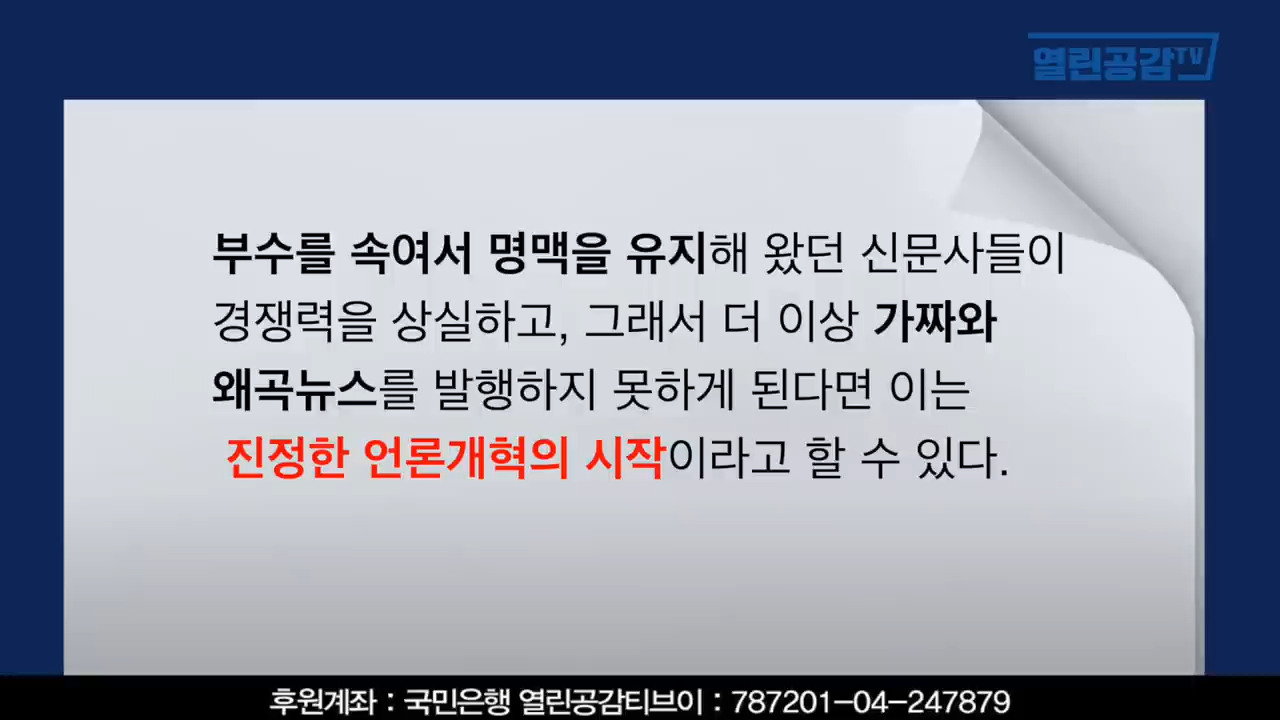 열린공감TV
부수를 속여서 명맥을 유지해 왔던 신문사들이
경쟁력을 상실하고, 그래서 더 이상 가짜와
왜곡뉴스를 발행하지 못하게 된다면 이는
진정한 언론개혁의 시작이라고 할 수 있다.
후원계좌 : 국민은행 열린공감티브이 : 787201-04-247879